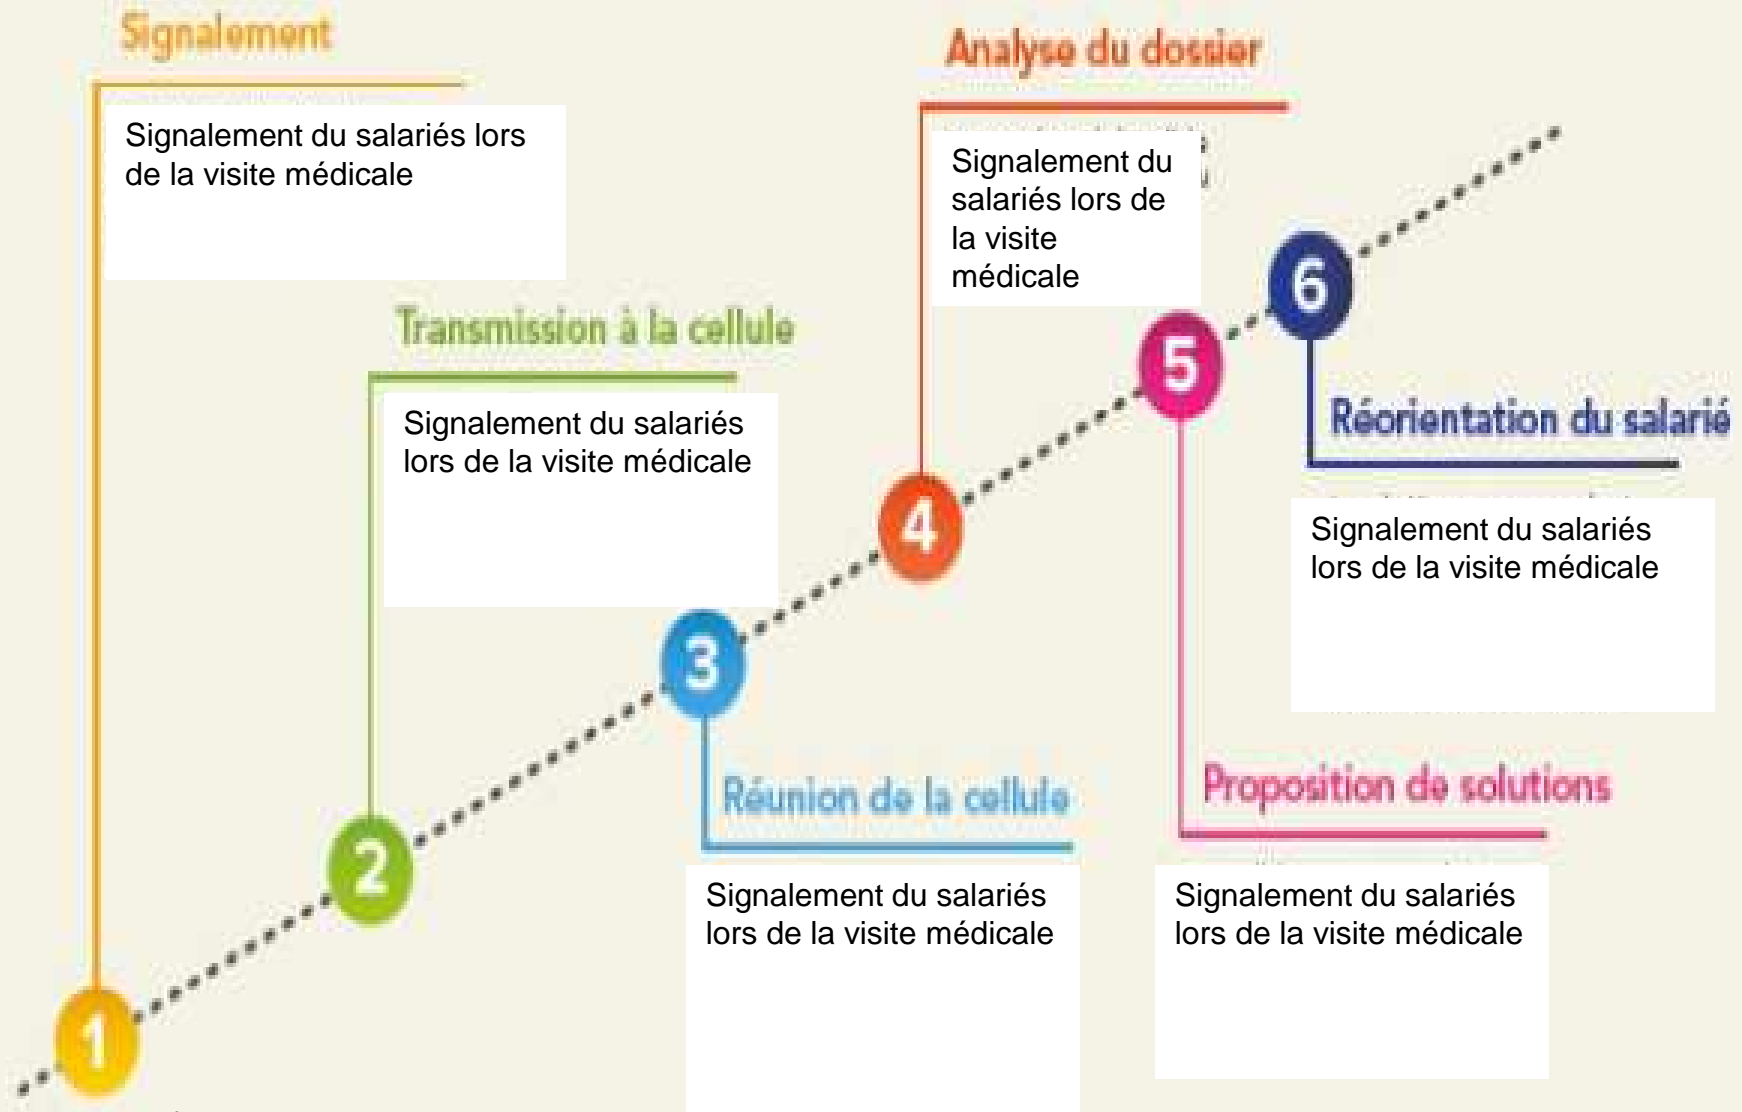 Signalement
Signalement du salariés lors
de la visite médicale
1
Transmission à la cellule
Signalement du salariés
lors de la visite médicale
2
3
Réunion de la cellule
Signalement du salariés
lors de la visite médicale
Analyse du dossier
Signalement du
salariés lors de
la visite
médicale
4
5
Proposition de solutions
Signalement du salariés
lors de la visite médicale
6
Réorientation du salarié
Signalement du salariés
lors de la visite médicale